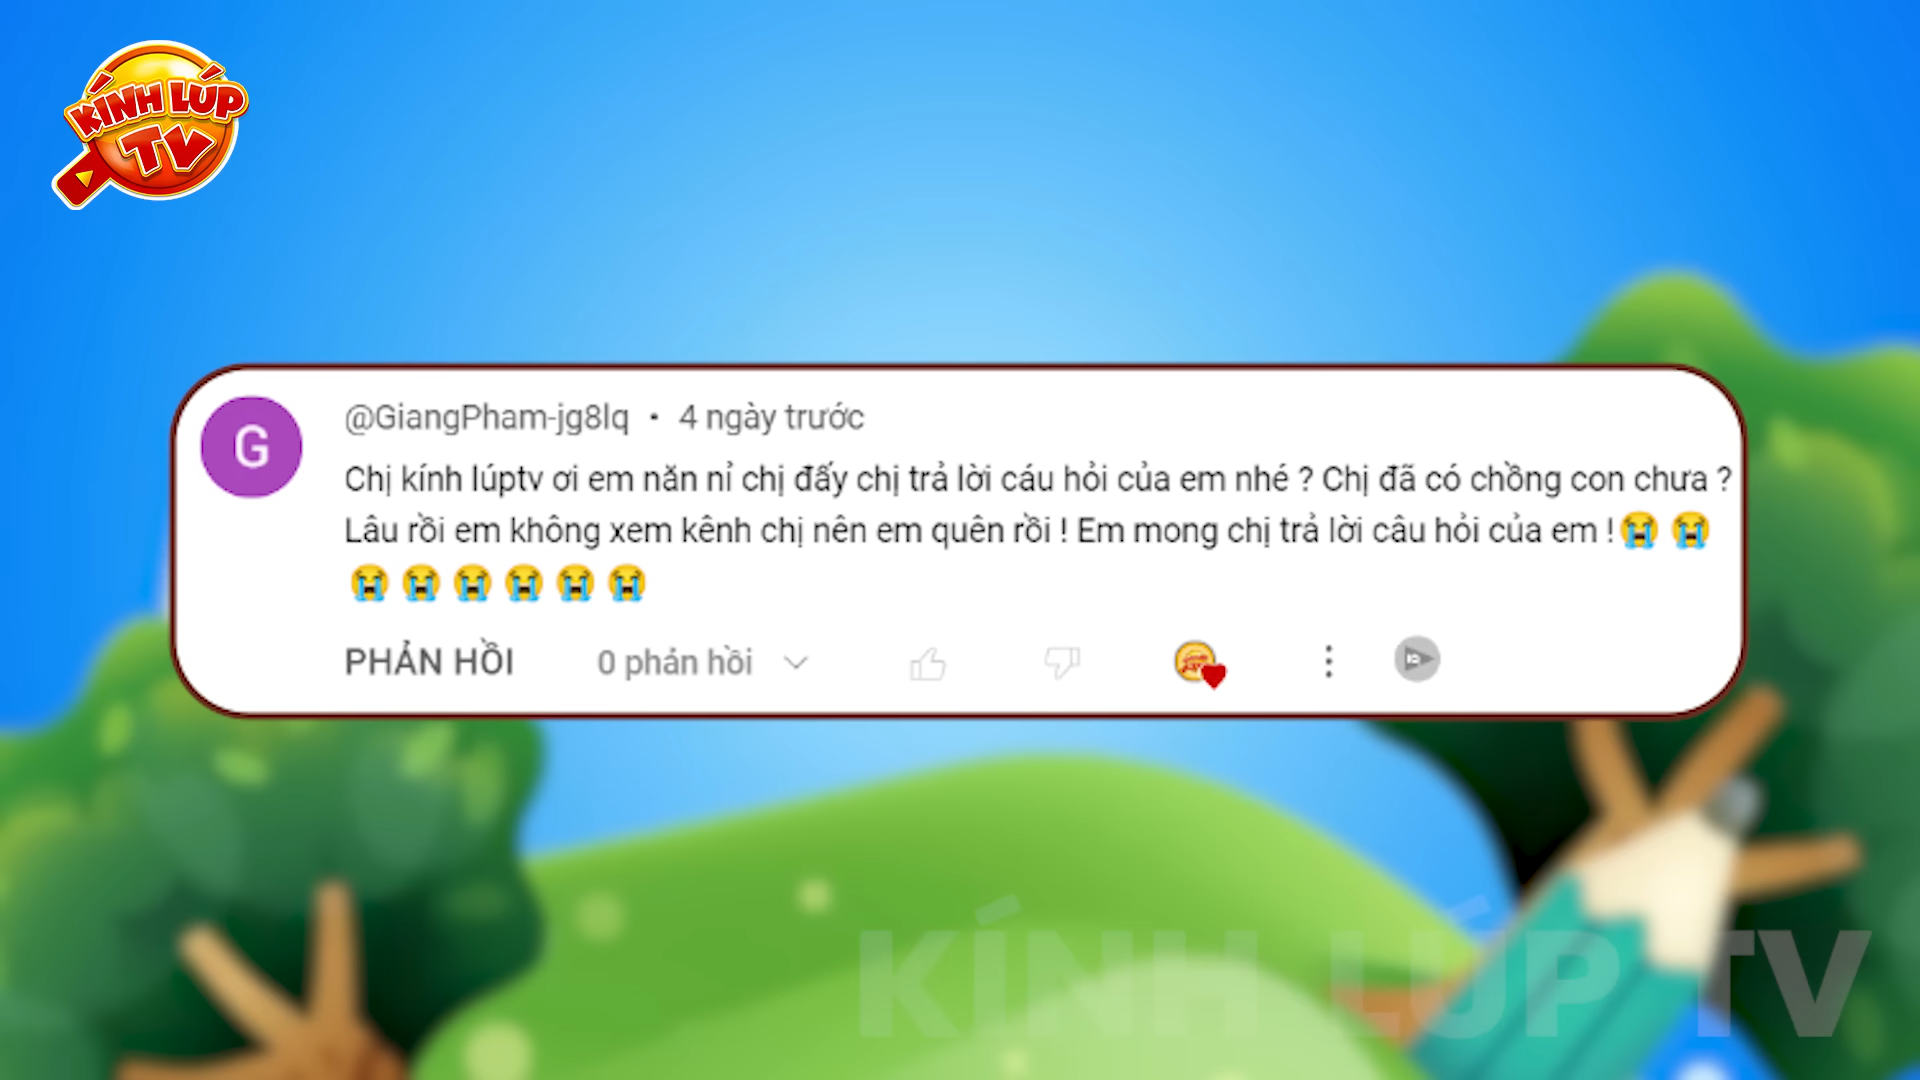 KÍNH LÚP
TV
G
@GiangPham-jg8lq • 4 ngày trước
Chị kính lúptv ơi em năn nỉ chị đấy chị trả lời cáu hỏi của em nhé ? Chị đã có chồng con chưa ?
Lâu rồi em không xem kênh chị nên em quên rồi ! Em mong chị trả lời câu hỏi của em !😭 😭
😭 😭 😭 😭 😭 😭
PHẢN HỒI 0 phản hồi
KÍNH LÚP TV